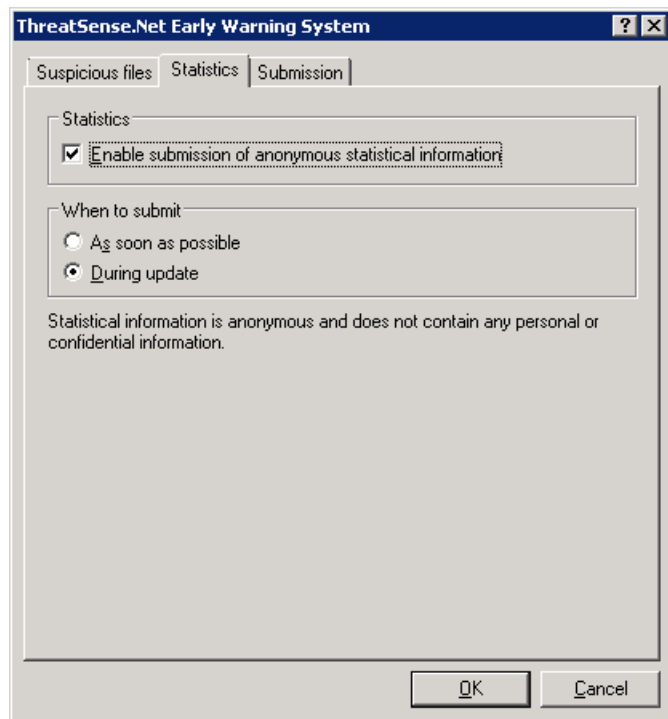 ThreatSense.Net Early Warning System
Suspicious files
Statistics
Submission
Statistics
Enable submission of anonymous statistical information
When to submit
As soon as possible
During update
Statistical information is anonymous and does not contain any personal or
confidential information.
OK
Cancel